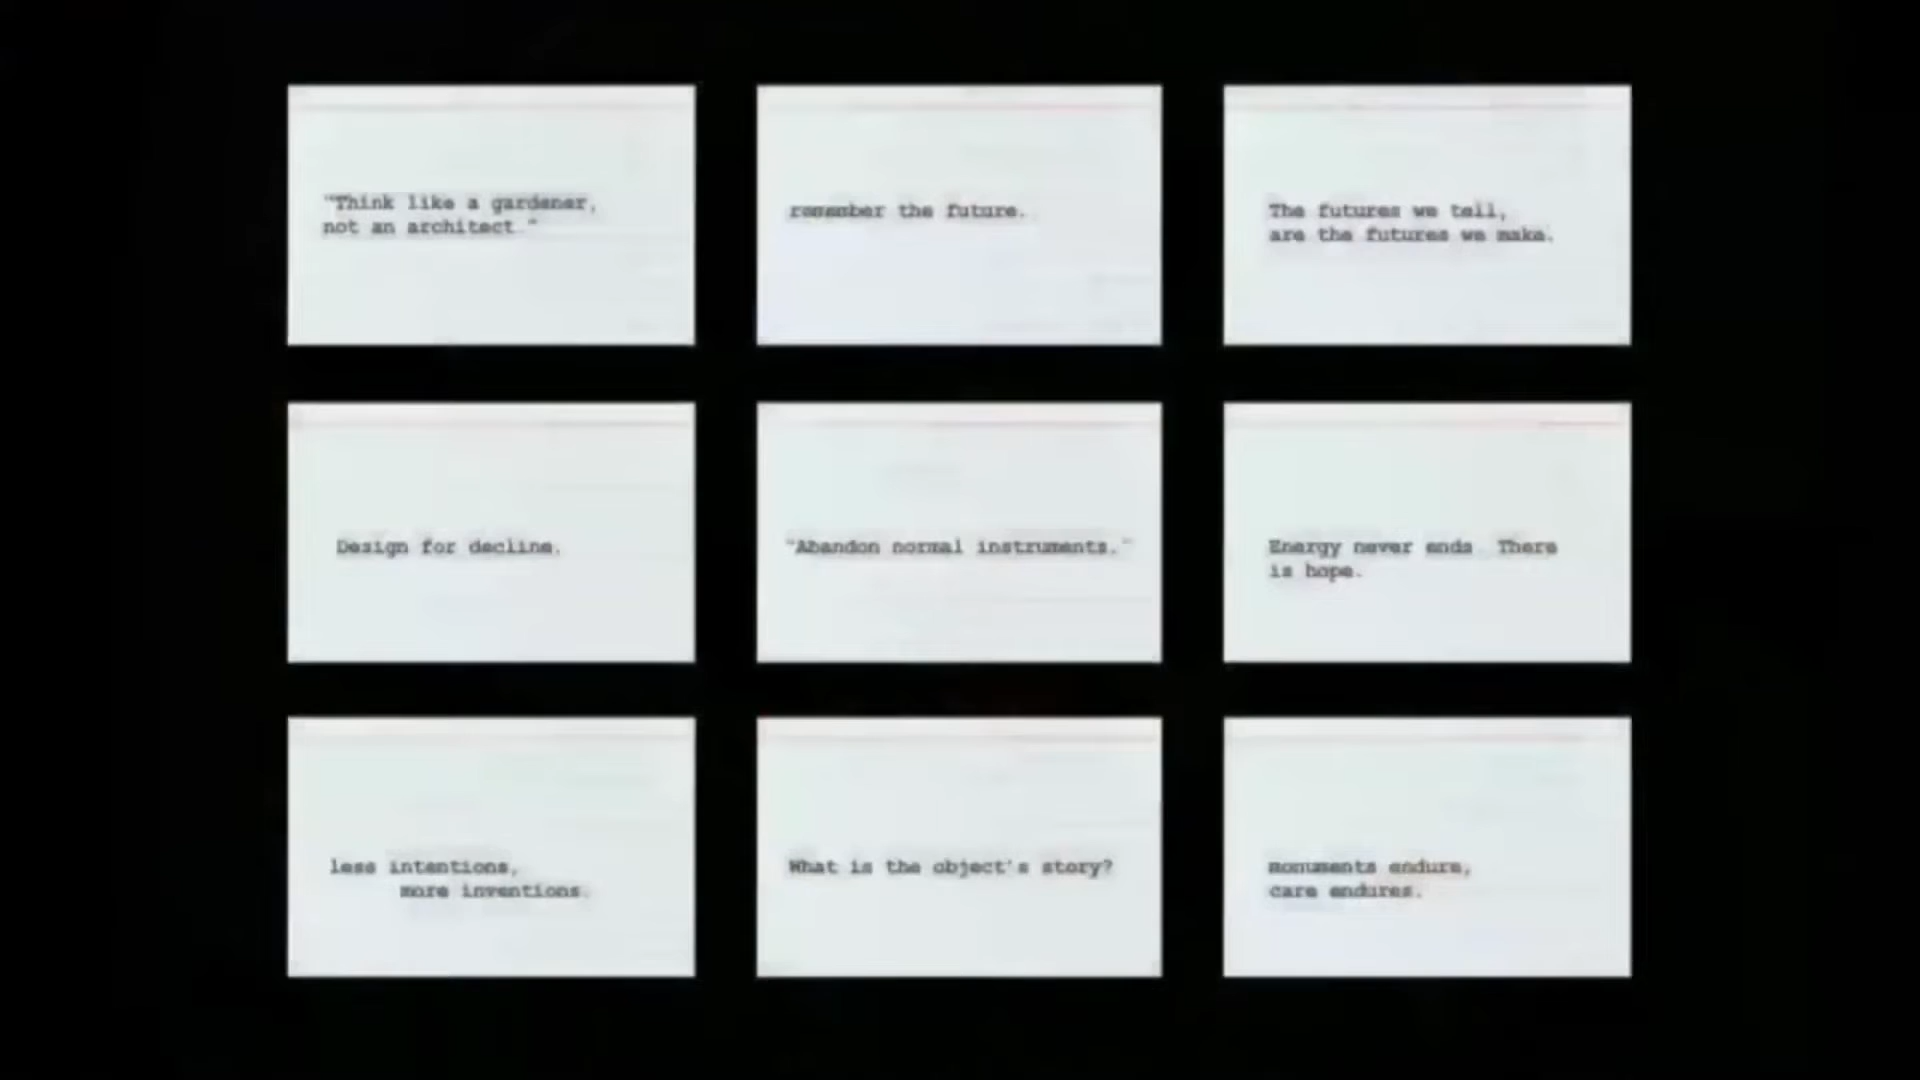 "Think like a gardener,
not an architect."
remember the future.
The futures we tell,
are the futures we make.
Design for decline.
"Abandon normal instruments."
Energy never ends. There
is hope.
less intentions,
more inventions.
What is the object's story?
monuments endure,
care endures.